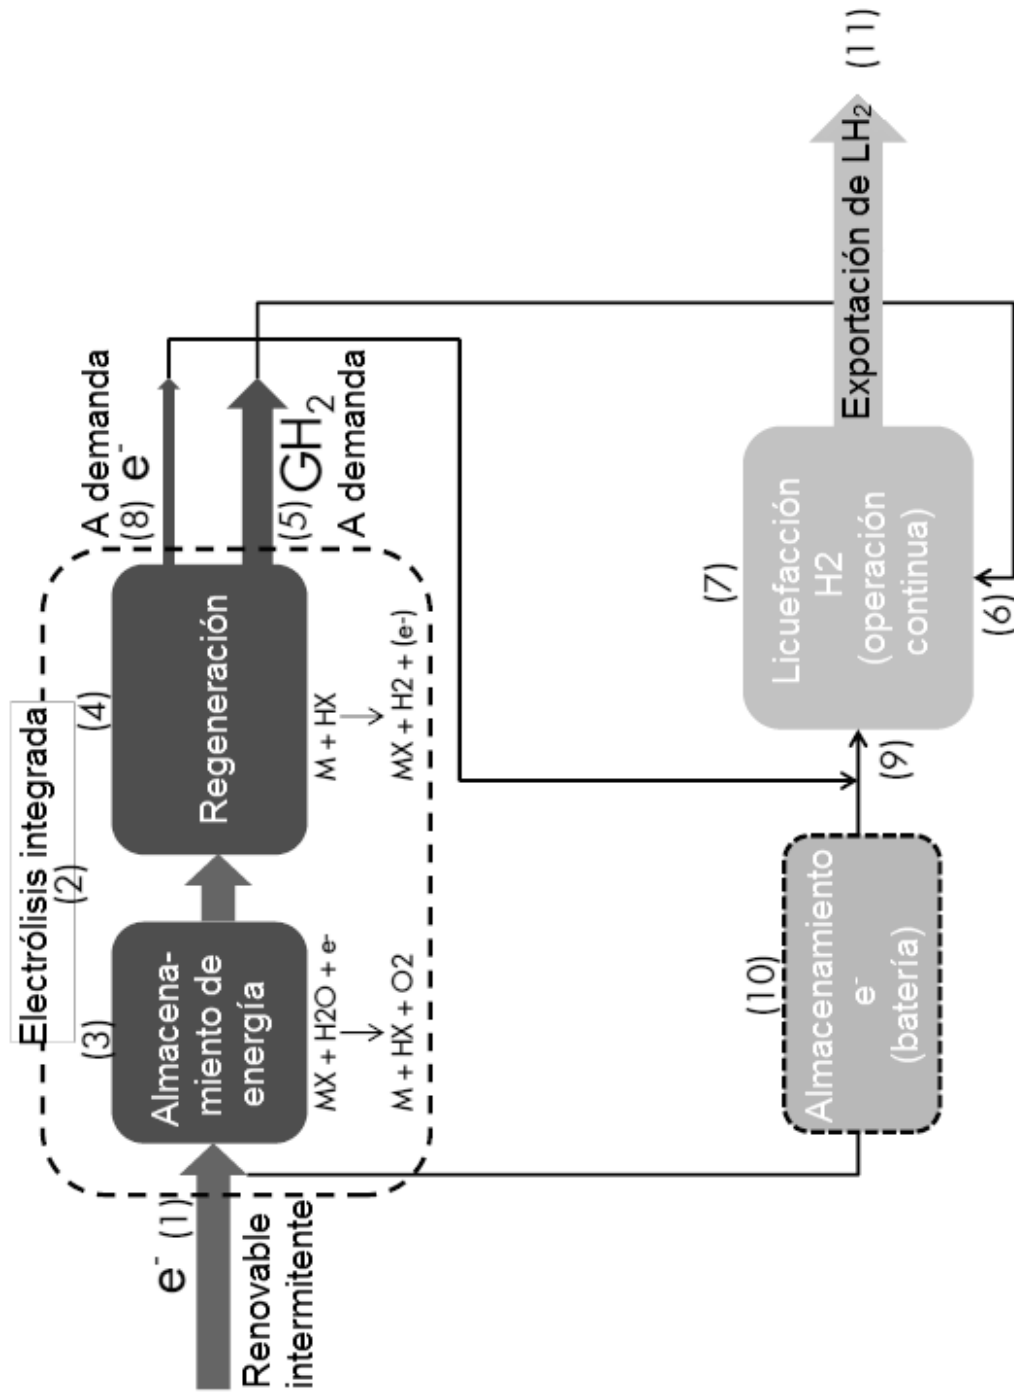 Electrólisis integrada
(2)
e⁻ (1)
Renovable
intermitente
(3)
Almacena-
miento de
energía
MX + H2O + e-
M + HX + O2
(4)
Regeneración
M + HX
MX + H2 + (e-)
A demanda
(8) e⁻
(5) GH₂
A demanda
(10)
Almacenamiento
e⁻
(batería)
(9)
(7)
Licuefacción
H2
(operación
continua)
(6)
Exportación de LH₂ (11)